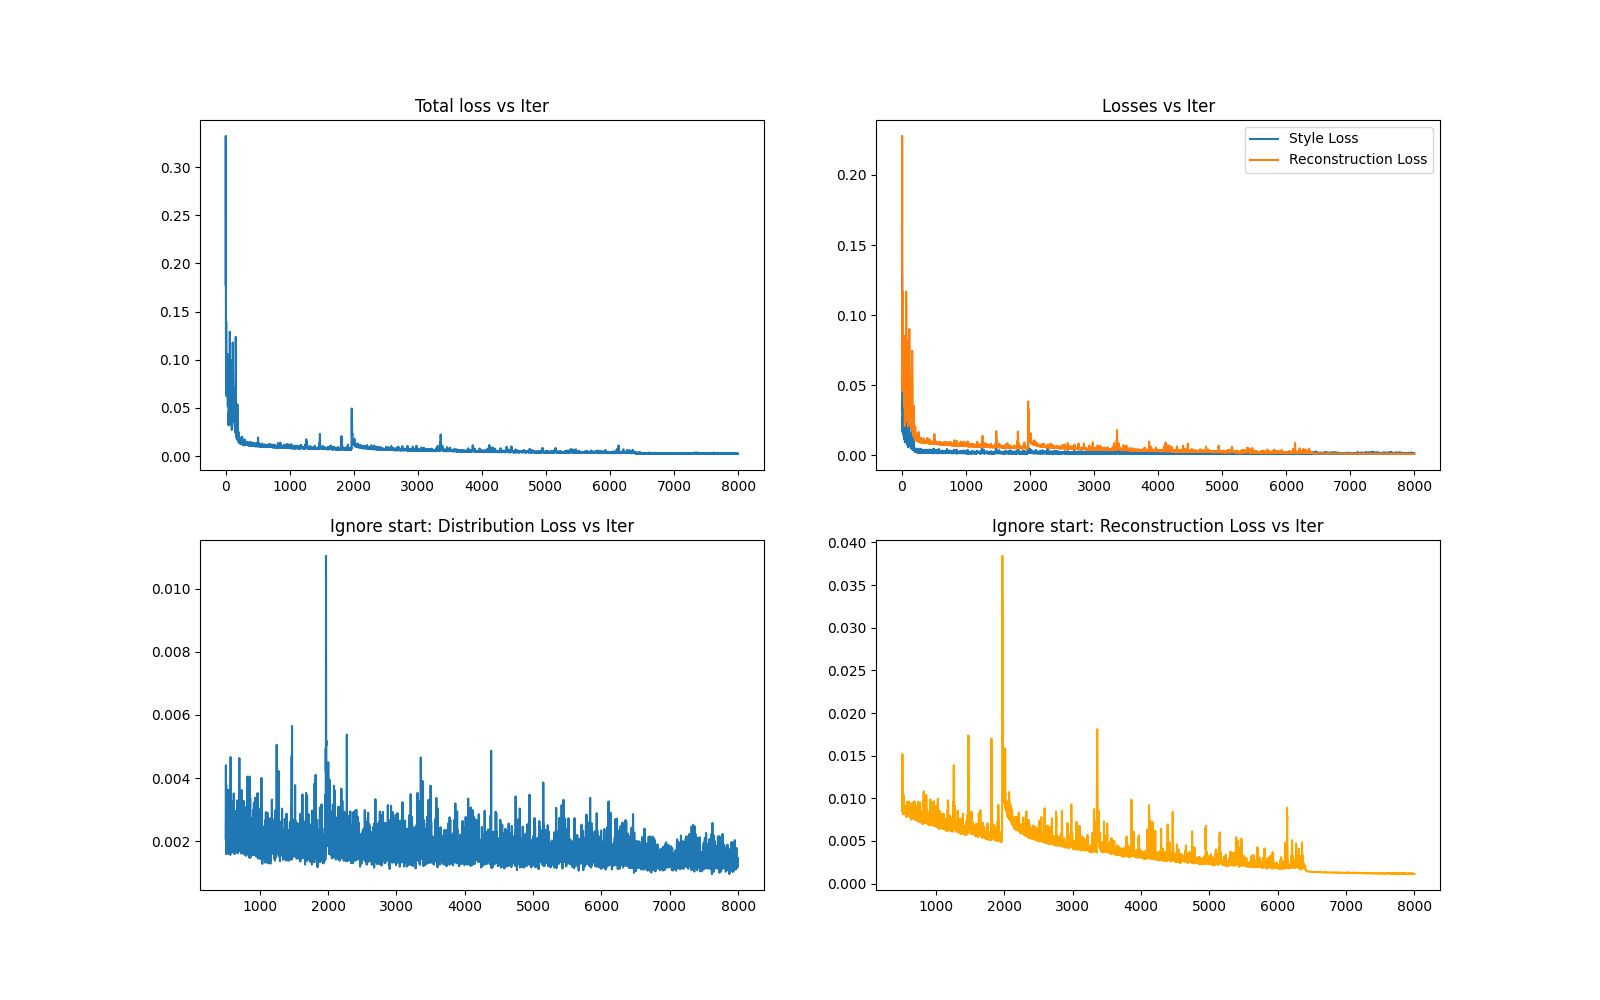 Total loss vs Iter
0.30
0.25
0.20
0.15
0.10
0.05
0.00
0 1000 2000 3000 4000 5000 6000 7000 8000
Losses vs Iter
Style Loss
Reconstruction Loss
0.20
0.15
0.10
0.05
0.00
0 1000 2000 3000 4000 5000 6000 7000 8000
Ignore start: Distribution Loss vs Iter
0.010
0.008
0.006
0.004
0.002
1000 2000 3000 4000 5000 6000 7000 8000
Ignore start: Reconstruction Loss vs Iter
0.040
0.035
0.030
0.025
0.020
0.015
0.010
0.005
0.000
1000 2000 3000 4000 5000 6000 7000 8000